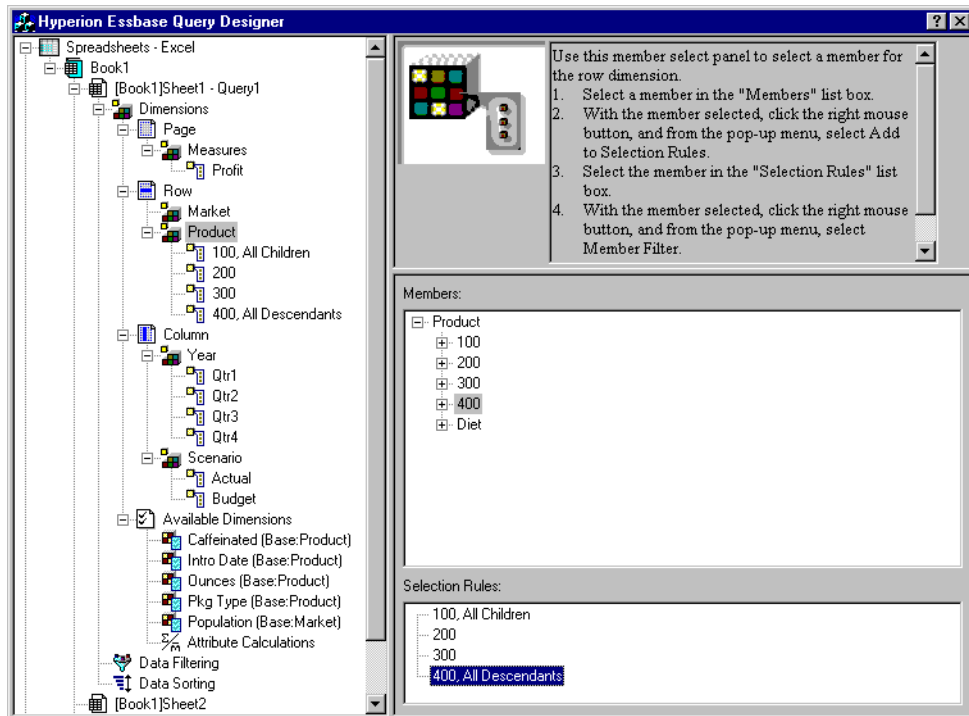 Hyperion Essbase Query Designer
Spreadsheets - Excel
Book1
[Book1]Sheet1 - Query1
Dimensions
Page
Measures
Profit
Row
Market
Product
100, All Children
200
300
400, All Descendants
Column
Year
Qtr1
Qtr2
Qtr3
Qtr4
Scenario
Actual
Budget
Available Dimensions
Caffeinated (Base:Product)
Intro Date (Base:Product)
Ounces (Base:Product)
Pkg Type (Base:Product)
Population (Base:Market)
Attribute Calculations
Data Filtering
Data Sorting
[Book1]Sheet2
Use this member select panel to select a member for
the row dimension.
1. Select a member in the "Members" list box.
2. With the member selected, click the right mouse
button, and from the pop-up menu, select Add
to Selection Rules.
3. Select the member in the "Selection Rules" list
box.
4. With the member selected, click the right mouse
button, and from the pop-up menu, select
Member Filter.
Members:
Product
100
200
300
400
Diet
Selection Rules:
100, All Children
200
300
400, All Descendants